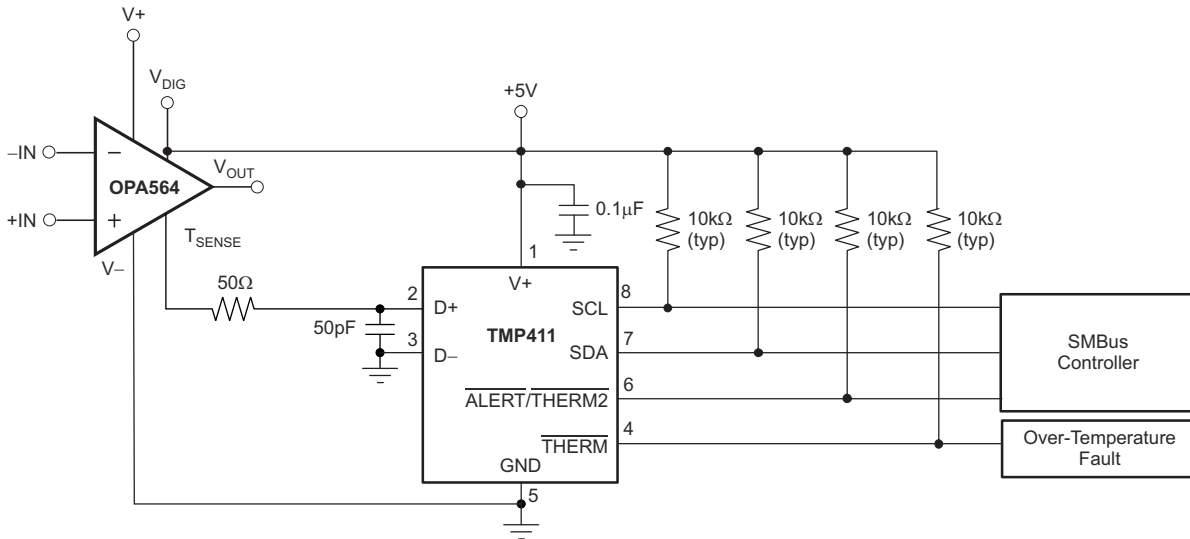 V+
V_DIG
+5V
−IN
−
OPA564
V_OUT
+IN
+
T_SENSE
V−
0.1μF
10kΩ
(typ)
10kΩ
(typ)
10kΩ
(typ)
10kΩ
(typ)
1
V+
50Ω
2
D+
50pF
3
D−
TMP411
SCL
8
SDA
7
ALERT/THERM2
6
THERM
4
GND
5
SMBus
Controller
Over-Temperature
Fault